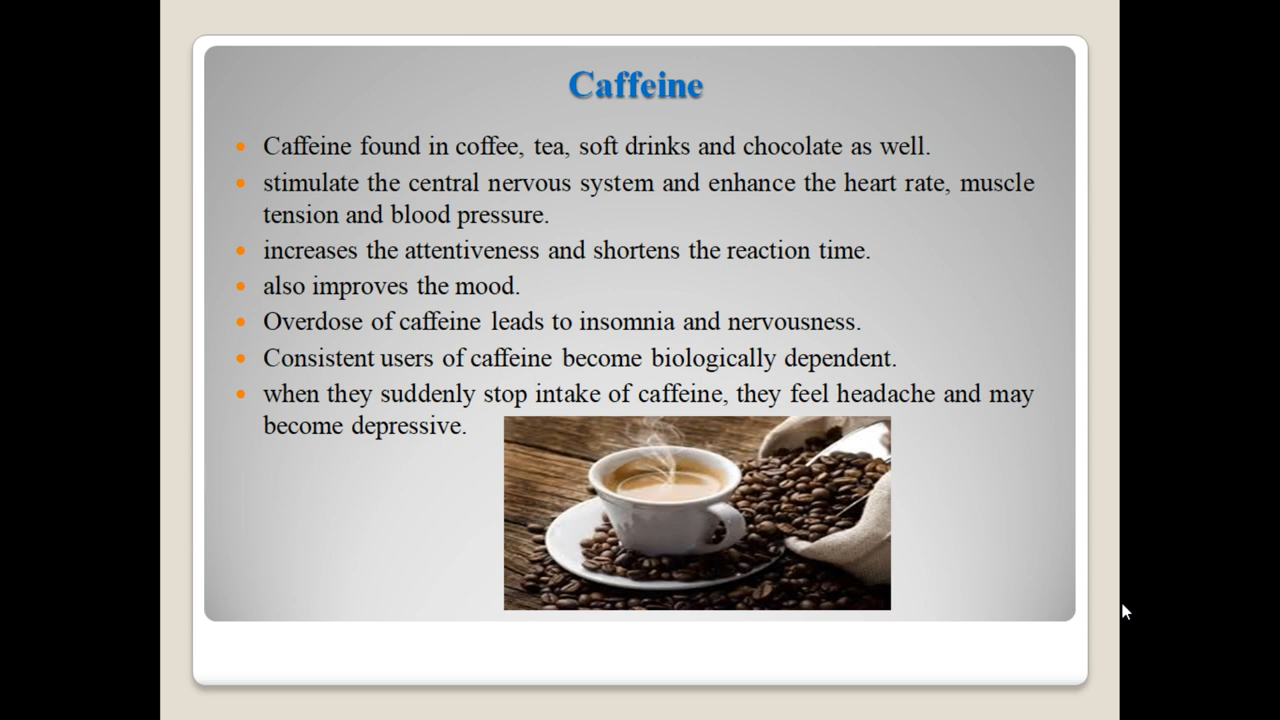 Caffeine
Caffeine found in coffee, tea, soft drinks and chocolate as well.
stimulate the central nervous system and enhance the heart rate, muscle
tension and blood pressure.
increases the attentiveness and shortens the reaction time.
also improves the mood.
Overdose of caffeine leads to insomnia and nervousness.
Consistent users of caffeine become biologically dependent.
when they suddenly stop intake of caffeine, they feel headache and may
become depressive.